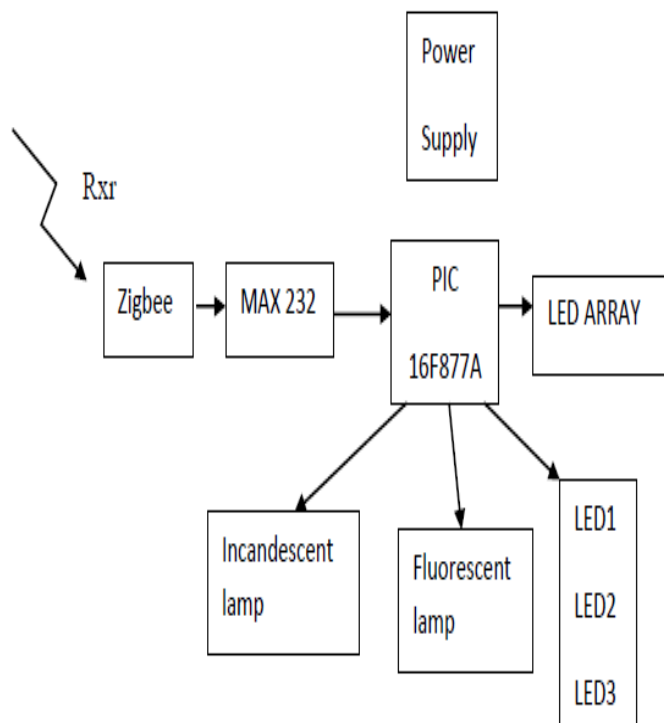 Power
Supply
Rxr
Zigbee
MAX 232
PIC
16F877A
LED ARRAY
Incandescent
lamp
Fluorescent
lamp
LED1
LED2
LED3